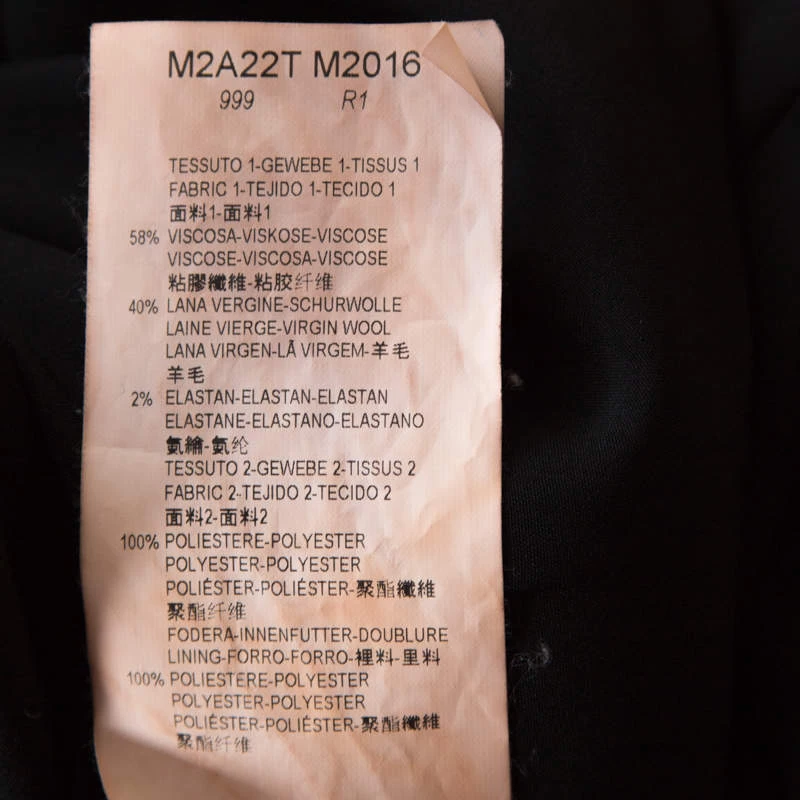 M2A22T M2016
999 R1
TESSUTO 1-GEWEBE 1-TISSUS 1
FABRIC 1-TEJIDO 1-TECIDO 1
面料1-面料1
58% VISCOSA-VISKOSE-VISCOSE
VISCOSE-VISCOSA-VISCOSE
粘膠纖維-粘胶纤维
40% LANA VERGINE-SCHURWOLLE
LAINE VIERGE-VIRGIN WOOL
LANA VIRGEN-LÃ VIRGEM-羊毛
羊毛
2% ELASTAN-ELASTAN-ELASTAN
ELASTANE-ELASTANO-ELASTANO
氨綸-氨纶
TESSUTO 2-GEWEBE 2-TISSUS 2
FABRIC 2-TEJIDO 2-TECIDO 2
面料2-面料2
100% POLIESTERE-POLYESTER
POLYESTER-POLYESTER
POLIÉSTER-POLIÉSTER-聚酯纖維
聚酯纤维
FODERA-INNENFUTTER-DOUBLURE
LINING-FORRO-FORRO-裡料-里料
100% POLIESTERE-POLYESTER
POLYESTER-POLYESTER
POLIÉSTER-POLIÉSTER-聚酯纖維
聚酯纤维